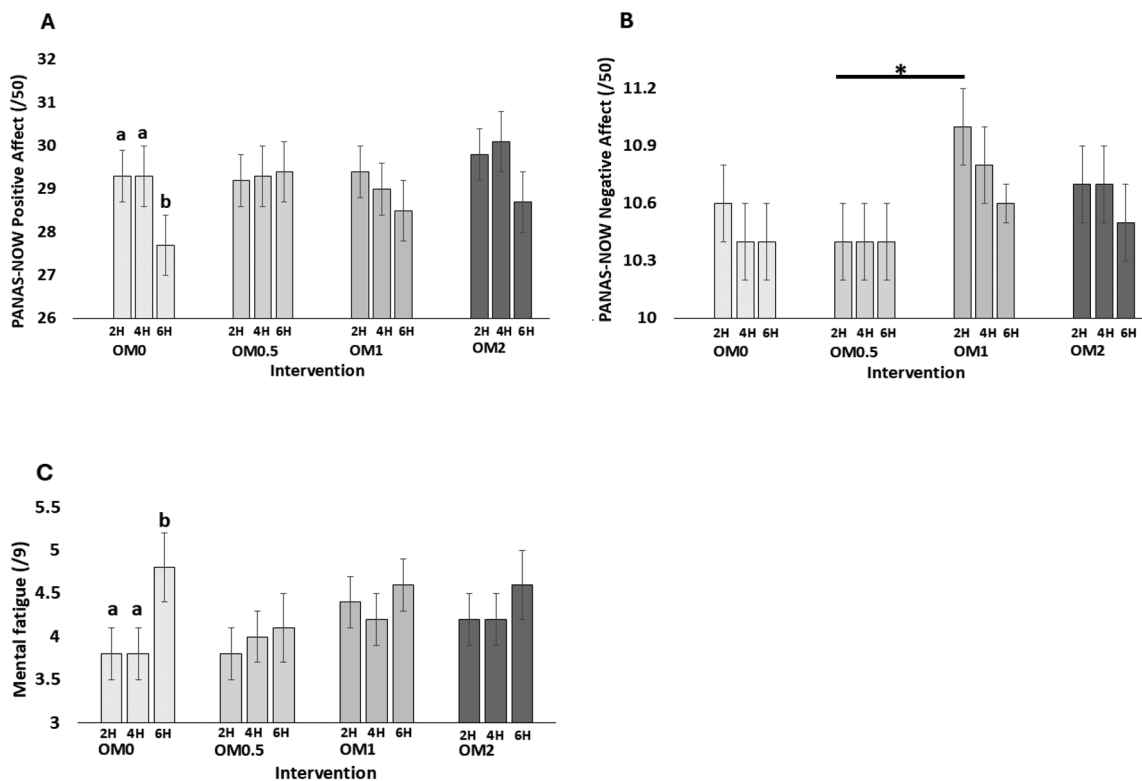 A
PANAS-NOW Positive Affect (/50)
32
31
30
29
28
27
26
a a b
2H 4H 6H 2H 4H 6H 2H 4H 6H 2H 4H 6H
OM0 OM0.5 OM1 OM2
Intervention
B
PANAS-NOW Negative Affect (/50)
11.2
10.9
10.6
10.3
10
*
2H 4H 6H 2H 4H 6H 2H 4H 6H 2H 4H 6H
OM0 OM0.5 OM1 OM2
Intervention
C
Mental fatigue (/9)
5.5
5
4.5
4
3.5
3
a a b
2H 4H 6H 2H 4H 6H 2H 4H 6H 2H 4H 6H
OM0 OM0.5 OM1 OM2
Intervention